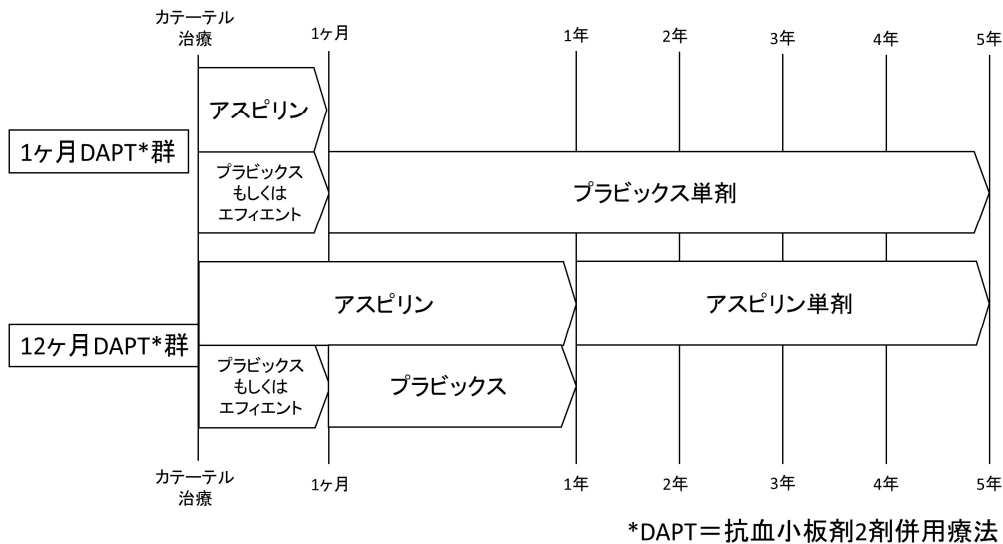 カテーテル
治療
1ヶ月
1年
2年
3年
4年
5年
アスピリン
1ヶ月DAPT*群
プラビックス
もしくは
エフィエント
プラビックス単剤
アスピリン
アスピリン単剤
12ヶ月DAPT*群
プラビックス
もしくは
エフィエント
プラビックス
カテーテル
治療
1ヶ月
1年
2年
3年
4年
5年
*DAPT＝抗血小板剤2剤併用療法